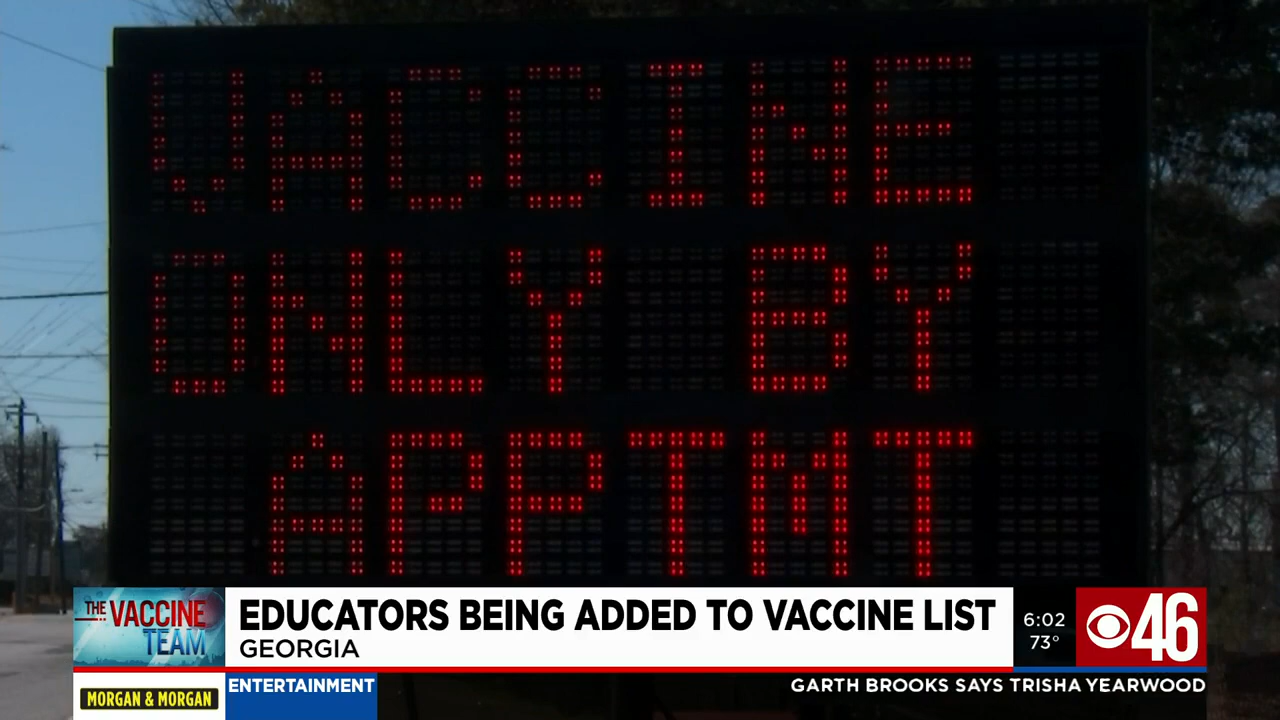 VACCINE
ONLY BY
APPTMT
THE VACCINE TEAM
EDUCATORS BEING ADDED TO VACCINE LIST
GEORGIA
6:02
73°
46
MORGAN & MORGAN
ENTERTAINMENT
GARTH BROOKS SAYS TRISHA YEARWOOD